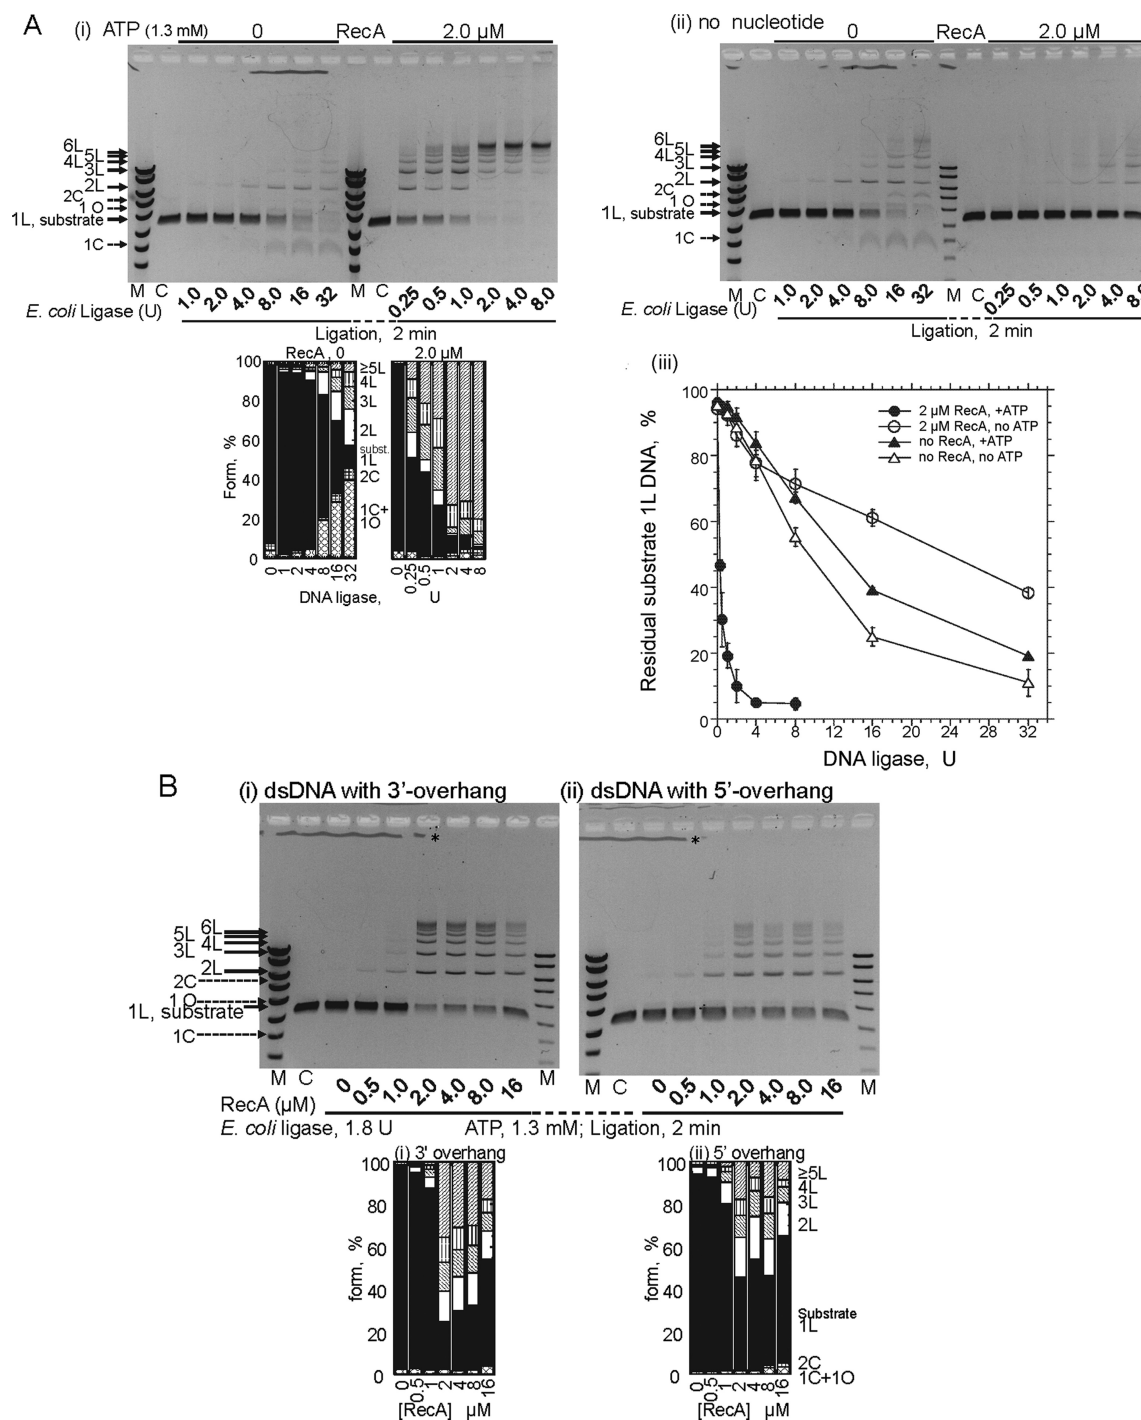 A
(i) ATP (1.3 mM) 0 RecA 2.0 µM
6L
5L
4L
3L
2L
2C
1O
1L, substrate
1C
M C 1.0 2.0 4.0 8.0 16 32 M C 0.25 0.5 1.0 2.0 4.0 8.0
E. coli Ligase (U)
Ligation, 2 min
RecA, 0 2.0 µM
100
80
60
40
20
0
Form, %
≥5L
4L
3L
2L
subst.
1L
2C
1C+
1O
0 1 2 4 8 16 32 0 0.25 0.5 1 2 4 8
DNA ligase, U
(ii) no nucleotide 0 RecA 2.0 µM
6L
5L
4L
3L
2L
2C
1O
1L, substrate
1C
M C 1.0 2.0 4.0 8.0 16 32 M C 0.25 0.5 1.0 2.0 4.0 8.0
E. coli Ligase (U)
Ligation, 2 min
(iii)
100
80
60
40
20
0
Residual substrate 1L DNA, %
2 µM RecA, +ATP
2 µM RecA, no ATP
no RecA, +ATP
no RecA, no ATP
0 4 8 12 16 20 24 28 32
DNA ligase, U
B
(i) dsDNA with 3'-overhang (ii) dsDNA with 5'-overhang
* *
6L
5L
4L
3L
2L
2C
1O
1L, substrate
1C
M C 0 0.5 1.0 2.0 4.0 8.0 16 M M C 0 0.5 1.0 2.0 4.0 8.0 16 M
RecA (µM)
E. coli ligase, 1.8 U ATP, 1.3 mM; Ligation, 2 min
(i) 3' overhang
100
80
60
40
20
0
form, %
0 0.5 1 2 4 8 16
[RecA] µM
(ii) 5' overhang
100
80
60
40
20
0
form, %
≥5L
4L
3L
2L
Substrate
1L
2C
1C+1O
0 0.5 1 2 4 8 16
[RecA] µM